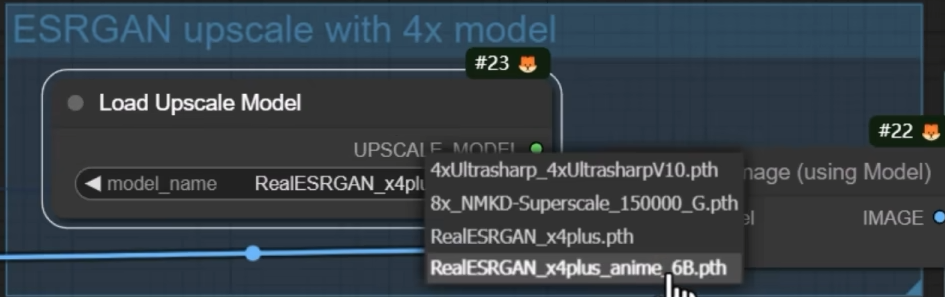 ESRGAN upscale with 4x model
#23
Load Upscale Model
#22
UPSCALE_MODEL
model_name RealESRGAN_x4plu
4xUltrasharp_4xUltrasharpV10.pth
8x_NMKD-Superscale_150000_G.pth
RealESRGAN_x4plus.pth
RealESRGAN_x4plus_anime_6B.pth
mage (using Model)
el
IMAGE